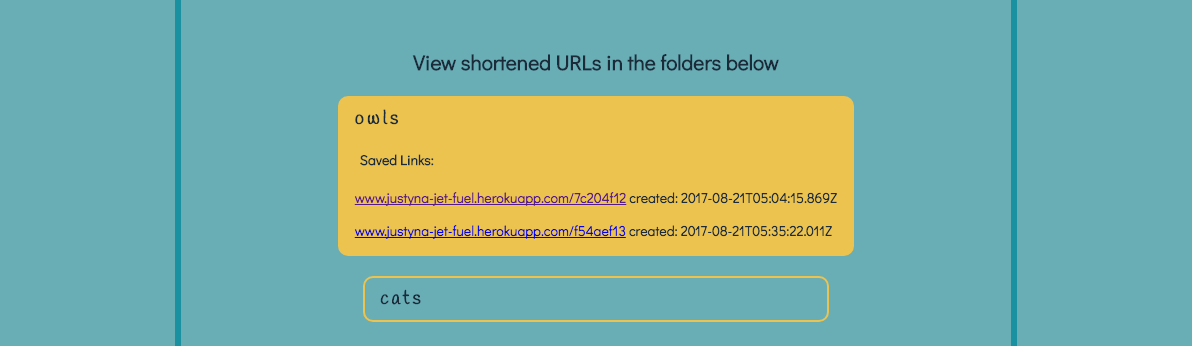 View shortened URLs in the folders below
owls
Saved Links:
www.justyna-jet-fuel.herokuapp.com/7c204f12 created: 2017-08-21T05:04:15.869Z
www.justyna-jet-fuel.herokuapp.com/f54aef13 created: 2017-08-21T05:35:22.011Z
cats